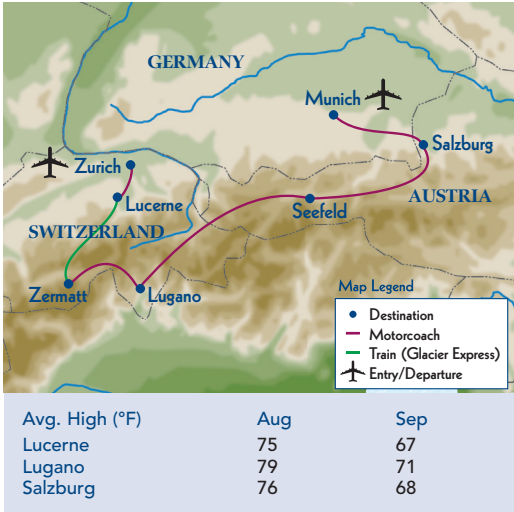 GERMANY
Munich
Salzburg
Zurich
Lucerne
AUSTRIA
Seefeld
SWITZERLAND
Zermatt
Lugano
Map Legend
Destination
Motorcoach
Train (Glacier Express)
Entry/Departure
Avg. High (°F) Aug Sep
Lucerne 75 67
Lugano 79 71
Salzburg 76 68